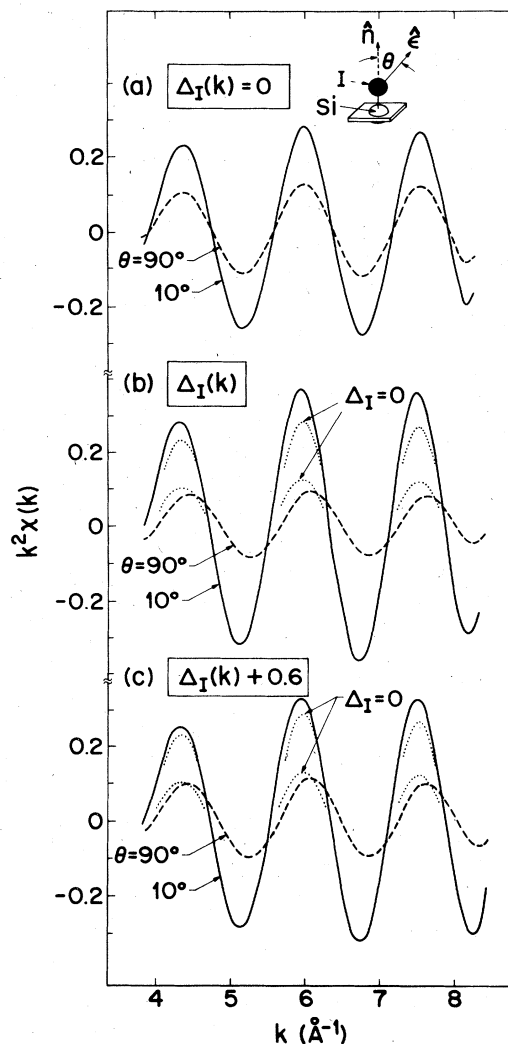 n̂ ε̂
θ
I
Si
(a) Δ_I(k) = 0
0.2
0
θ=90°
10°
-0.2
(b) Δ_I(k)
Δ_I=0
0.2
0
θ=90°
10°
-0.2
(c) Δ_I(k) + 0.6
Δ_I=0
0.2
0
θ=90°
10°
-0.2
k²χ(k)
4 5 6 7 8
k (Å⁻¹)